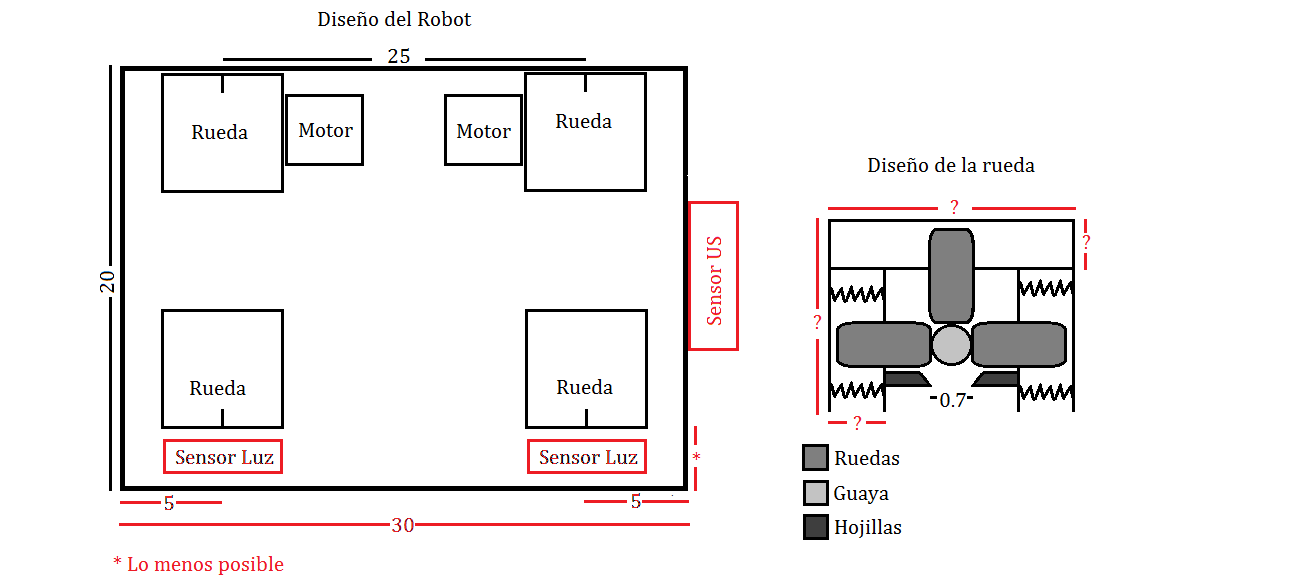 Diseño del Robot
25
Rueda
Motor
Motor
Rueda
20
Sensor US
Rueda
Rueda
Sensor Luz
Sensor Luz
*
5
5
30
* Lo menos posible
Diseño de la rueda
?
?
?
0.7
?
Ruedas
Guaya
Hojillas